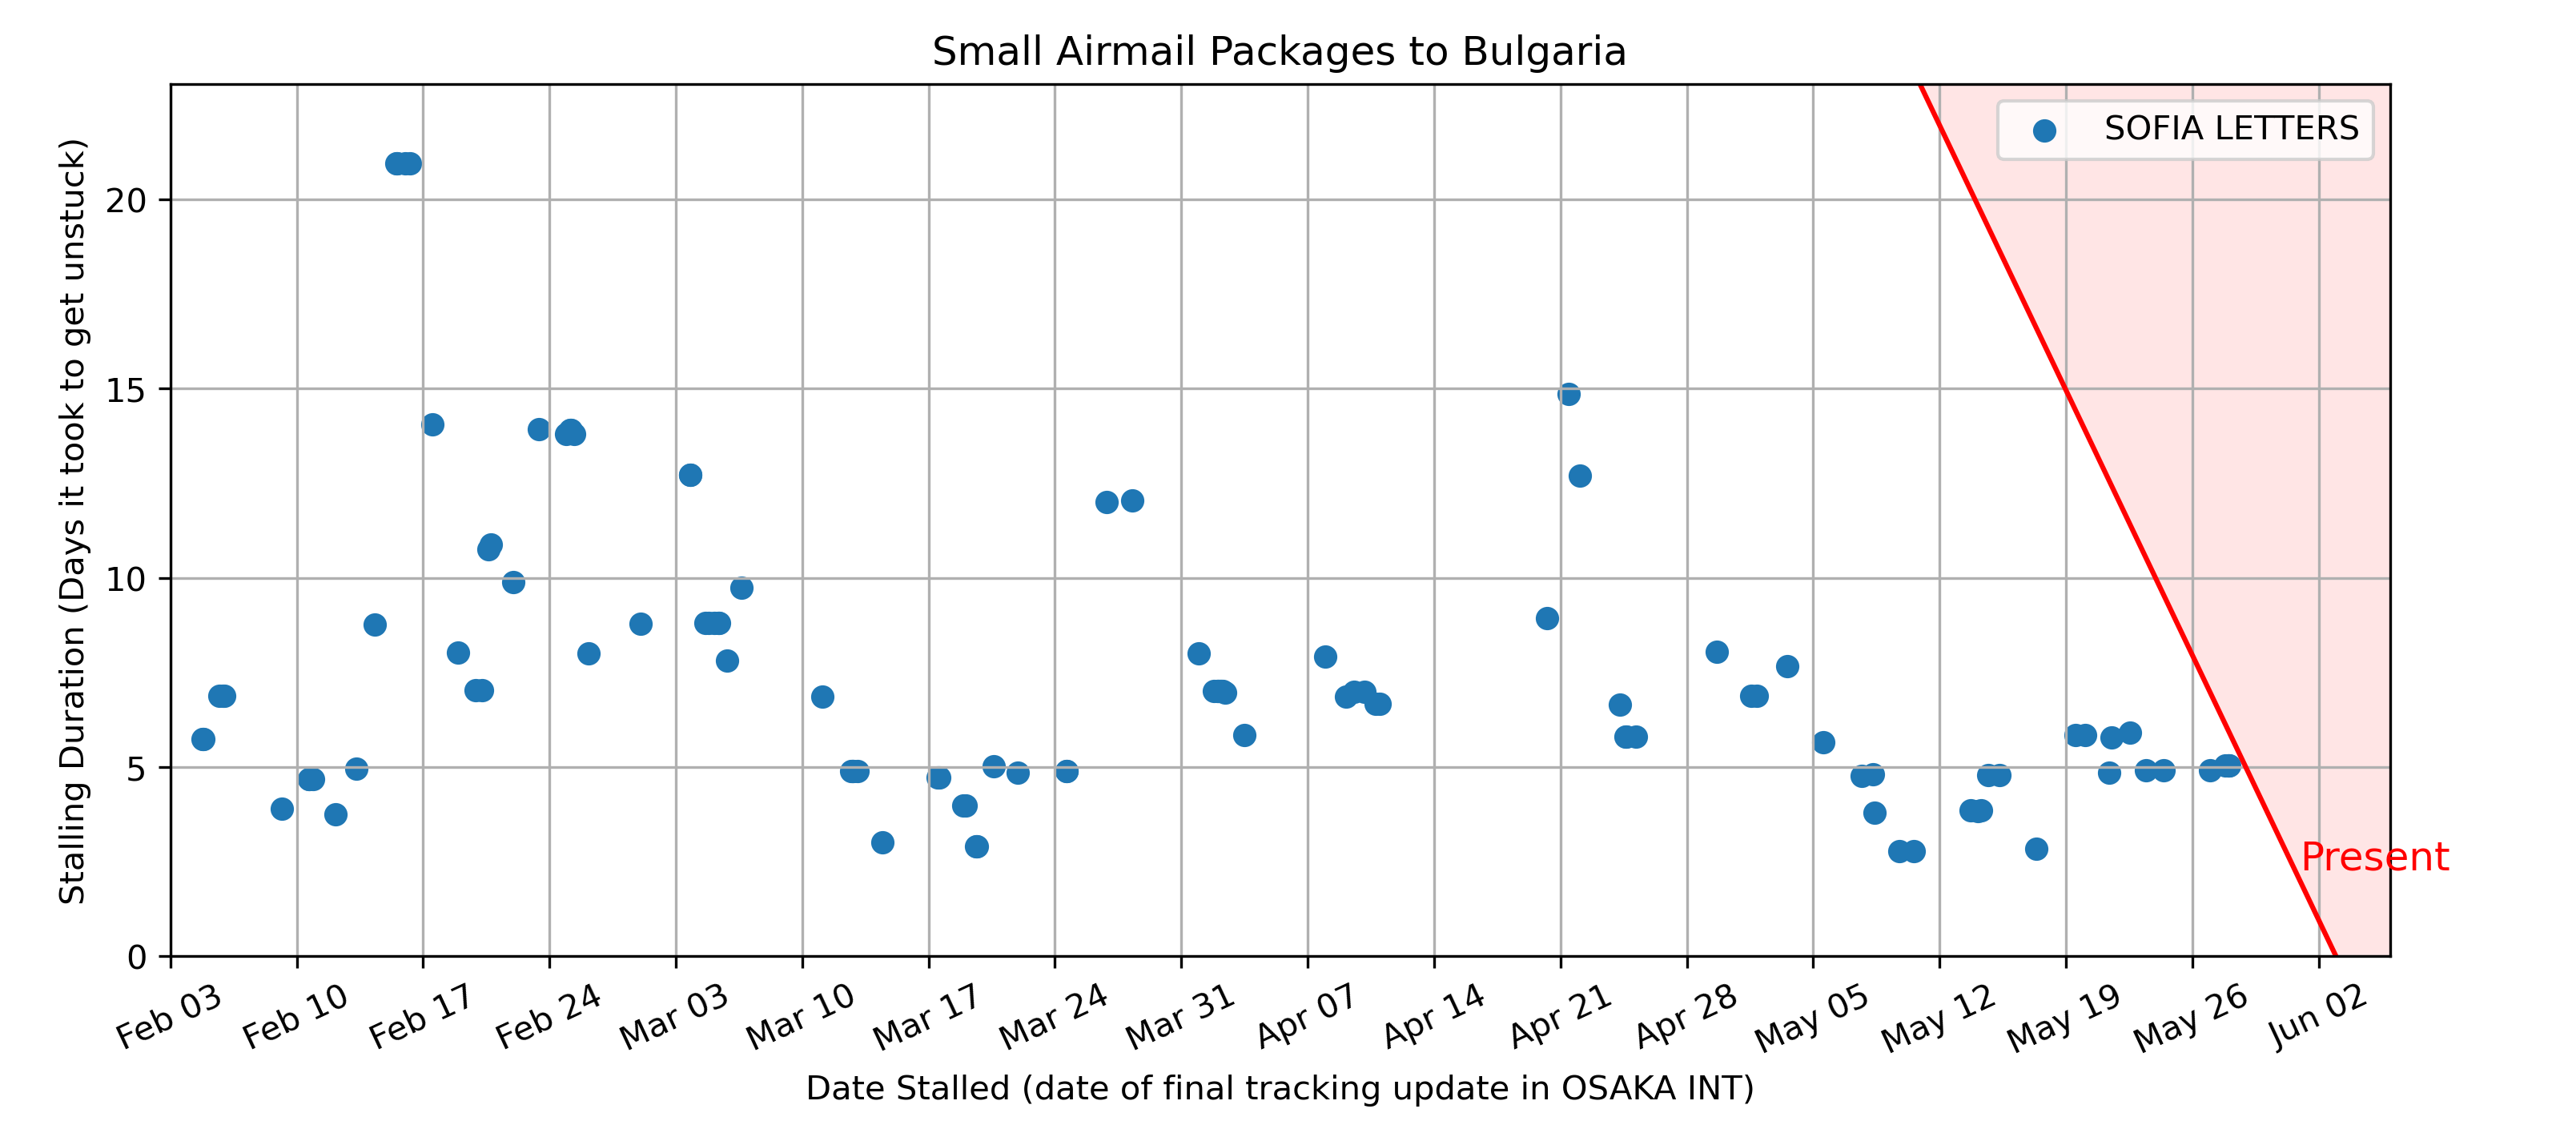 Small Airmail Packages to Bulgaria
SOFIA LETTERS
Stalling Duration (Days it took to get unstuck)
20
15
10
5
0
Present
Feb 03 Feb 10 Feb 17 Feb 24 Mar 03 Mar 10 Mar 17 Mar 24 Mar 31 Apr 07 Apr 14 Apr 21 Apr 28 May 05 May 12 May 19 May 26 Jun 02
Date Stalled (date of final tracking update in OSAKA INT)